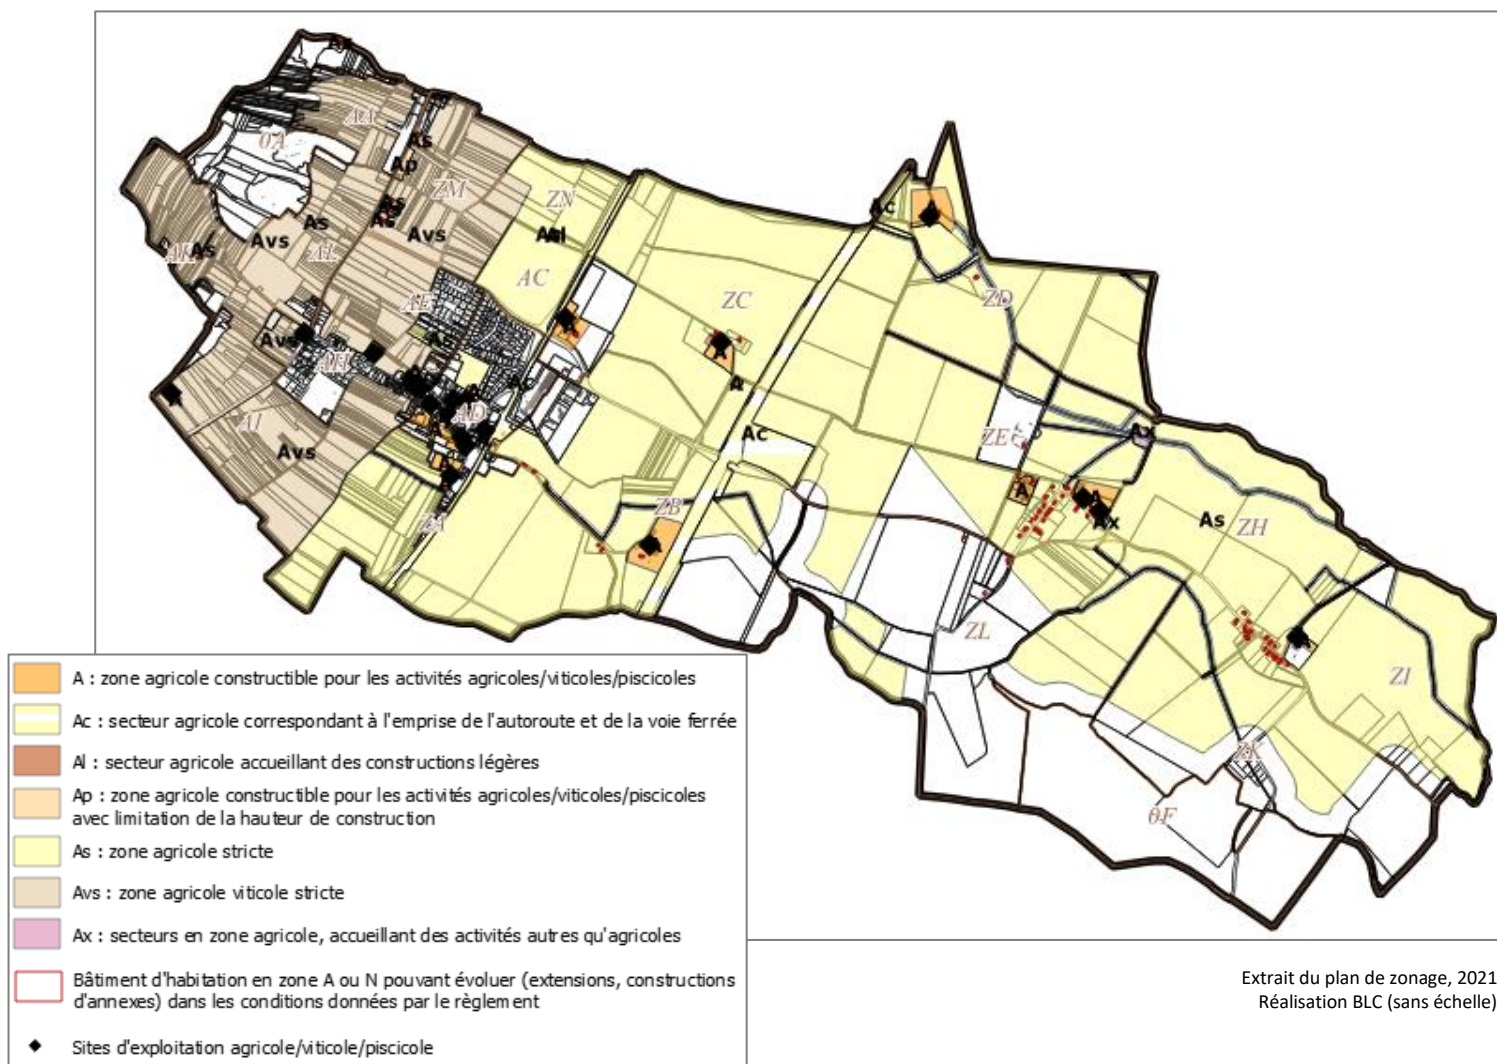 AA
0A
As
Ap
ZM
As
As
As
Avs
Avs
AL
AK
As
ZN
Al
AC
Ac
A
ZD
ZC
AE
Avs
As
AH
A
A
Ac
AD
A
Ac
AI
Avs
ZE
Ax
A
A
Ax
As
ZH
ZA
ZB
ZL
ZI
ZK
0F
A : zone agricole constructible pour les activités agricoles/viticoles/piscicoles
Ac : secteur agricole correspondant à l'emprise de l'autoroute et de la voie ferrée
Al : secteur agricole accueillant des constructions légères
Ap : zone agricole constructible pour les activités agricoles/viticoles/piscicoles
avec limitation de la hauteur de construction
As : zone agricole stricte
Avs : zone agricole viticole stricte
Ax : secteurs en zone agricole, accueillant des activités autres qu'agricoles
Bâtiment d'habitation en zone A ou N pouvant évoluer (extensions, constructions
d'annexes) dans les conditions données par le règlement
Sites d'exploitation agricole/viticole/piscicole
Extrait du plan de zonage, 2021
Réalisation BLC (sans échelle)